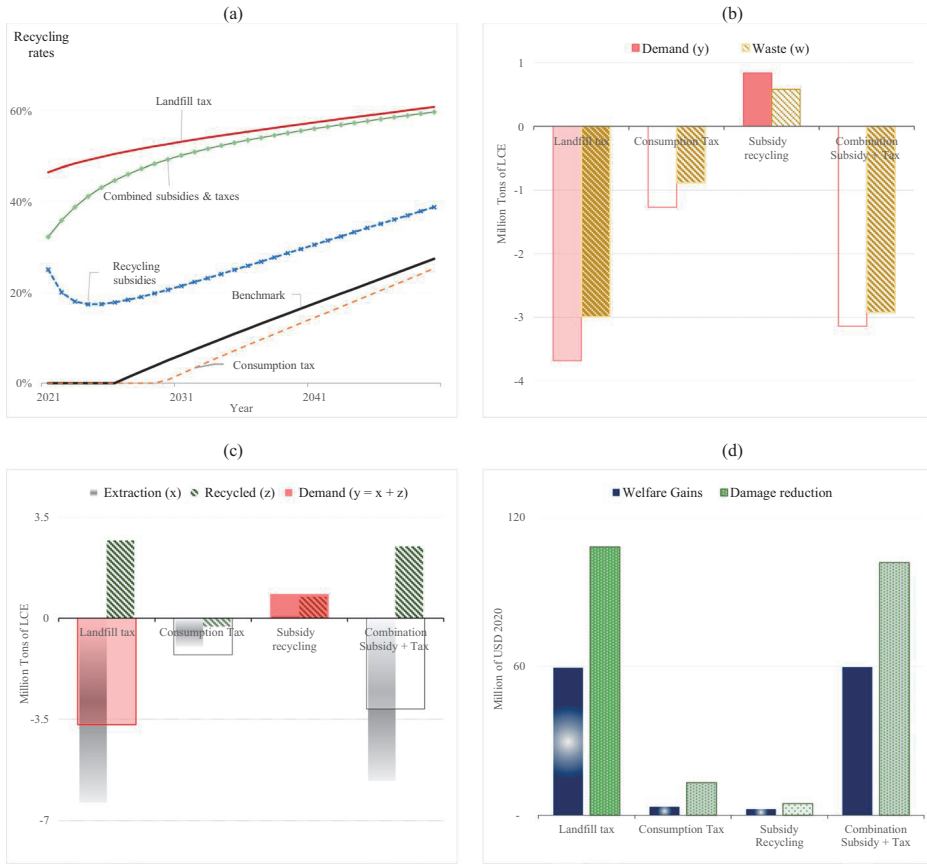 (a)
Recycling
rates
60%
40%
20%
0%
Landfill tax
Combined subsidies & taxes
Recycling
subsidies
Benchmark
Consumption tax
2021
2031
2041
Year
(b)
Demand (y)
Waste (w)
Million Tons of LCE
1
0
-1
-2
-3
-4
Landfill tax
Consumption Tax
Subsidy
recycling
Combination
Subsidy + Tax
(c)
Extraction (x)
Recycled (z)
Demand (y = x + z)
Million Tons of LCE
3.5
0
-3.5
-7
Landfill tax
Consumption Tax
Subsidy
recycling
Combination
Subsidy + Tax
(d)
Welfare Gains
Damage reduction
Million of USD 2020
120
60
-
Landfill tax
Consumption Tax
Subsidy
Recycling
Combination
Subsidy + Tax